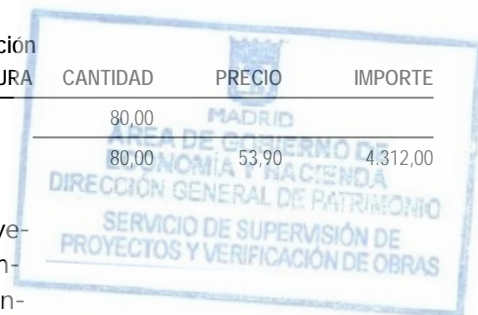 ción
URA CANTIDAD PRECIO IMPORTE
80,00
80,00 53,90 4.312,00
MADRID
ÁREA DE GOBIERNO DE
ECONOMÍA Y HACIENDA
DIRECCIÓN GENERAL DE PATRIMONIO
SERVICIO DE SUPERVISIÓN DE
PROYECTOS Y VERIFICACIÓN DE OBRAS
ye-
n-
n-